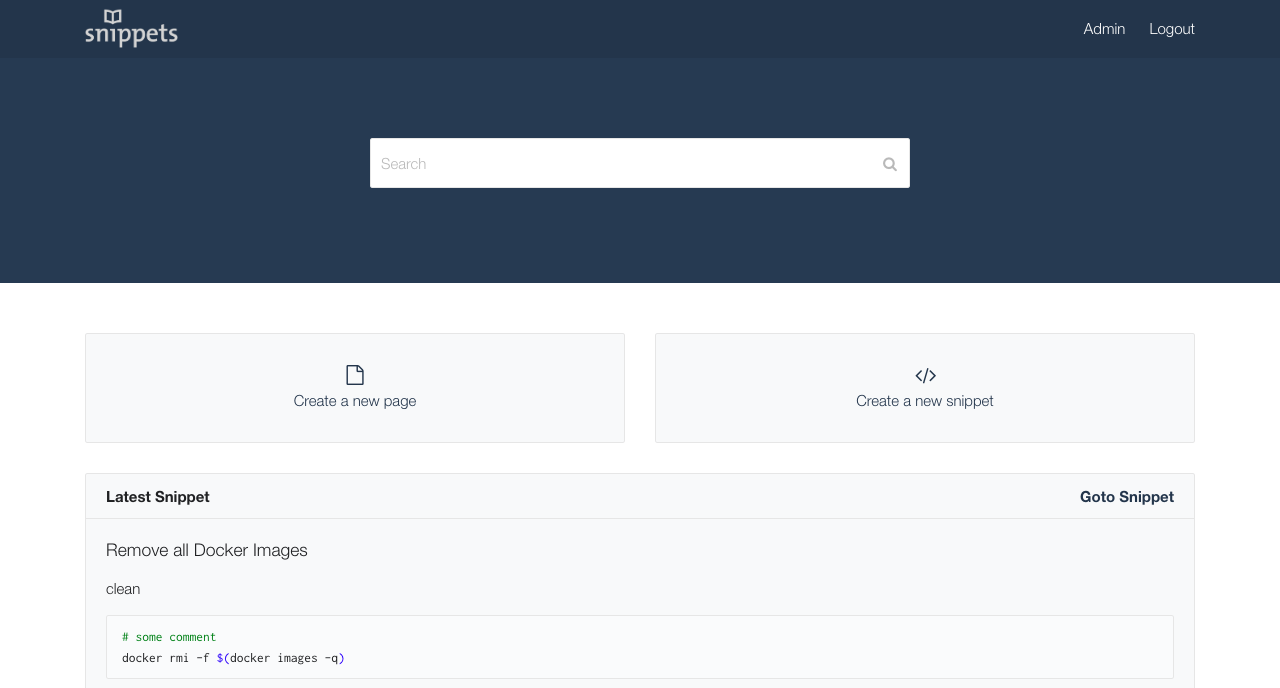 snippets
Admin Logout
Search
Create a new page
Create a new snippet
Latest Snippet Goto Snippet
Remove all Docker Images
clean
# some comment
docker rmi -f $(docker images -q)